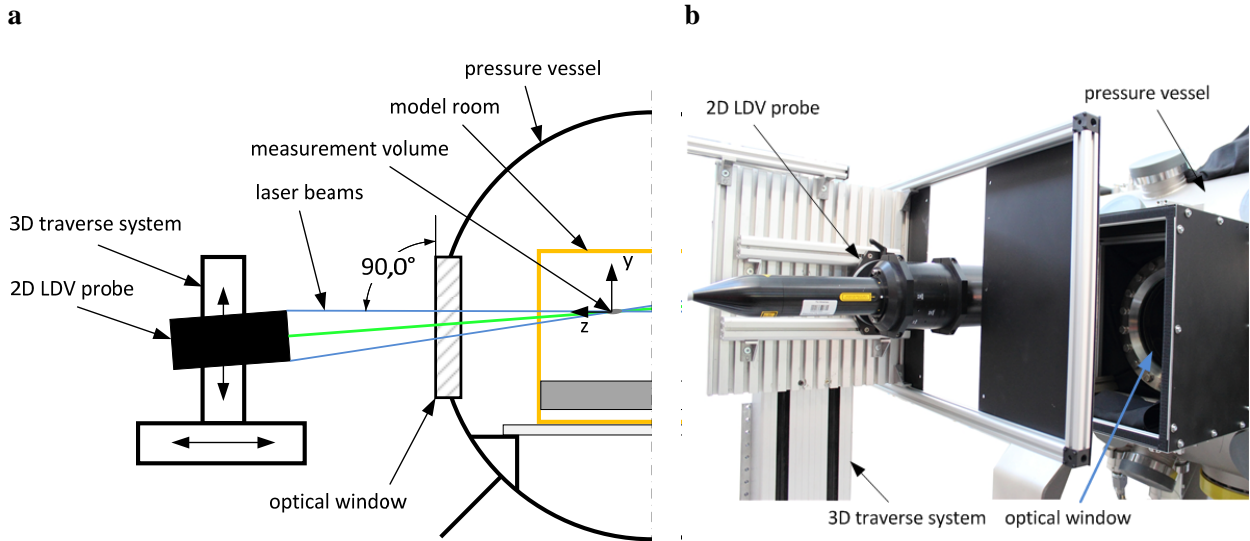 a
pressure vessel
model room
measurement volume
laser beams
3D traverse system
2D LDV probe
90,0°
y
z
optical window
b
pressure vessel
2D LDV probe
3D traverse system
optical window